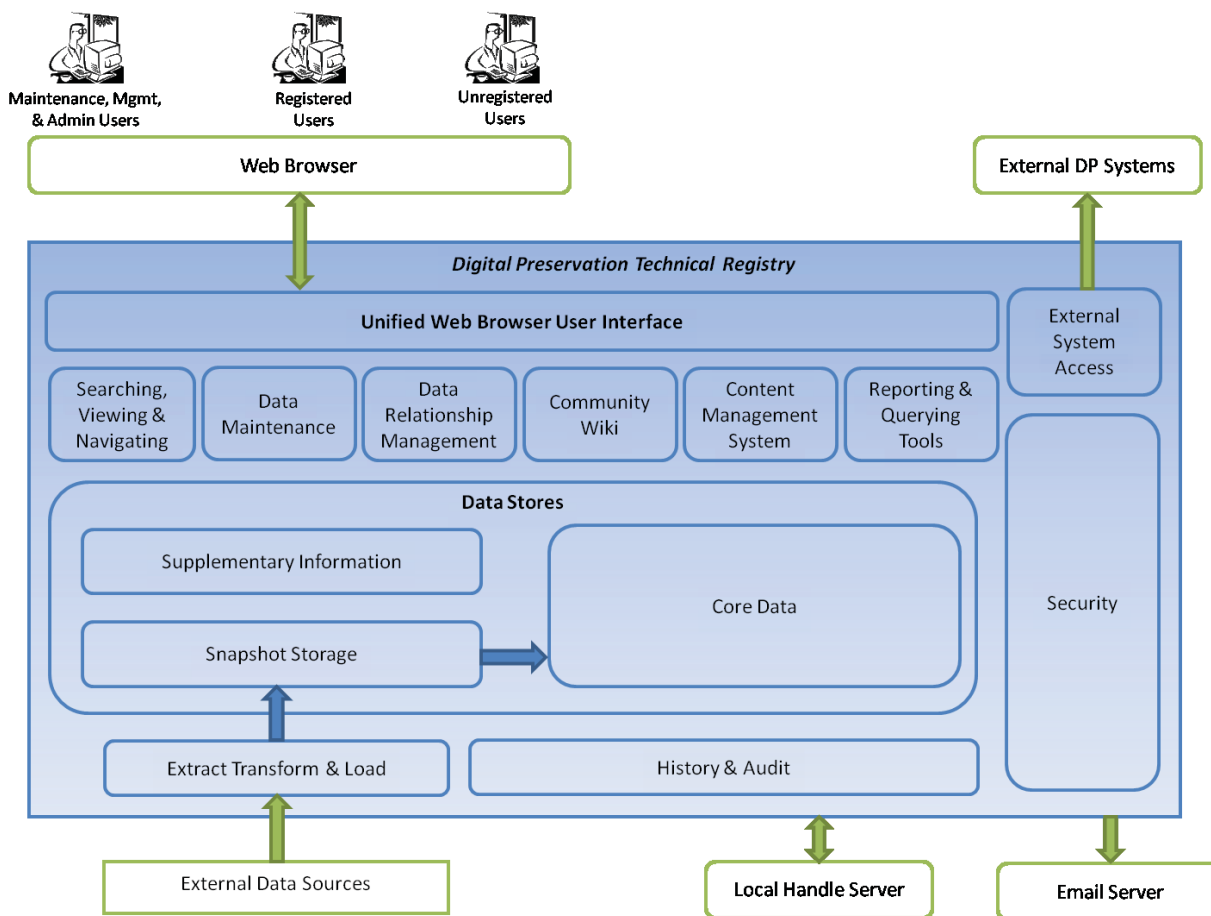 Maintenance, Mgmt,
& Admin Users
Registered
Users
Unregistered
Users
Web Browser
External DP Systems
Digital Preservation Technical Registry
Unified Web Browser User Interface
External
System
Access
Searching,
Viewing &
Navigating
Data
Maintenance
Data
Relationship
Management
Community
Wiki
Content
Management
System
Reporting &
Querying
Tools
Data Stores
Supplementary Information
Core Data
Snapshot Storage
Security
Extract Transform & Load
History & Audit
External Data Sources
Local Handle Server
Email Server